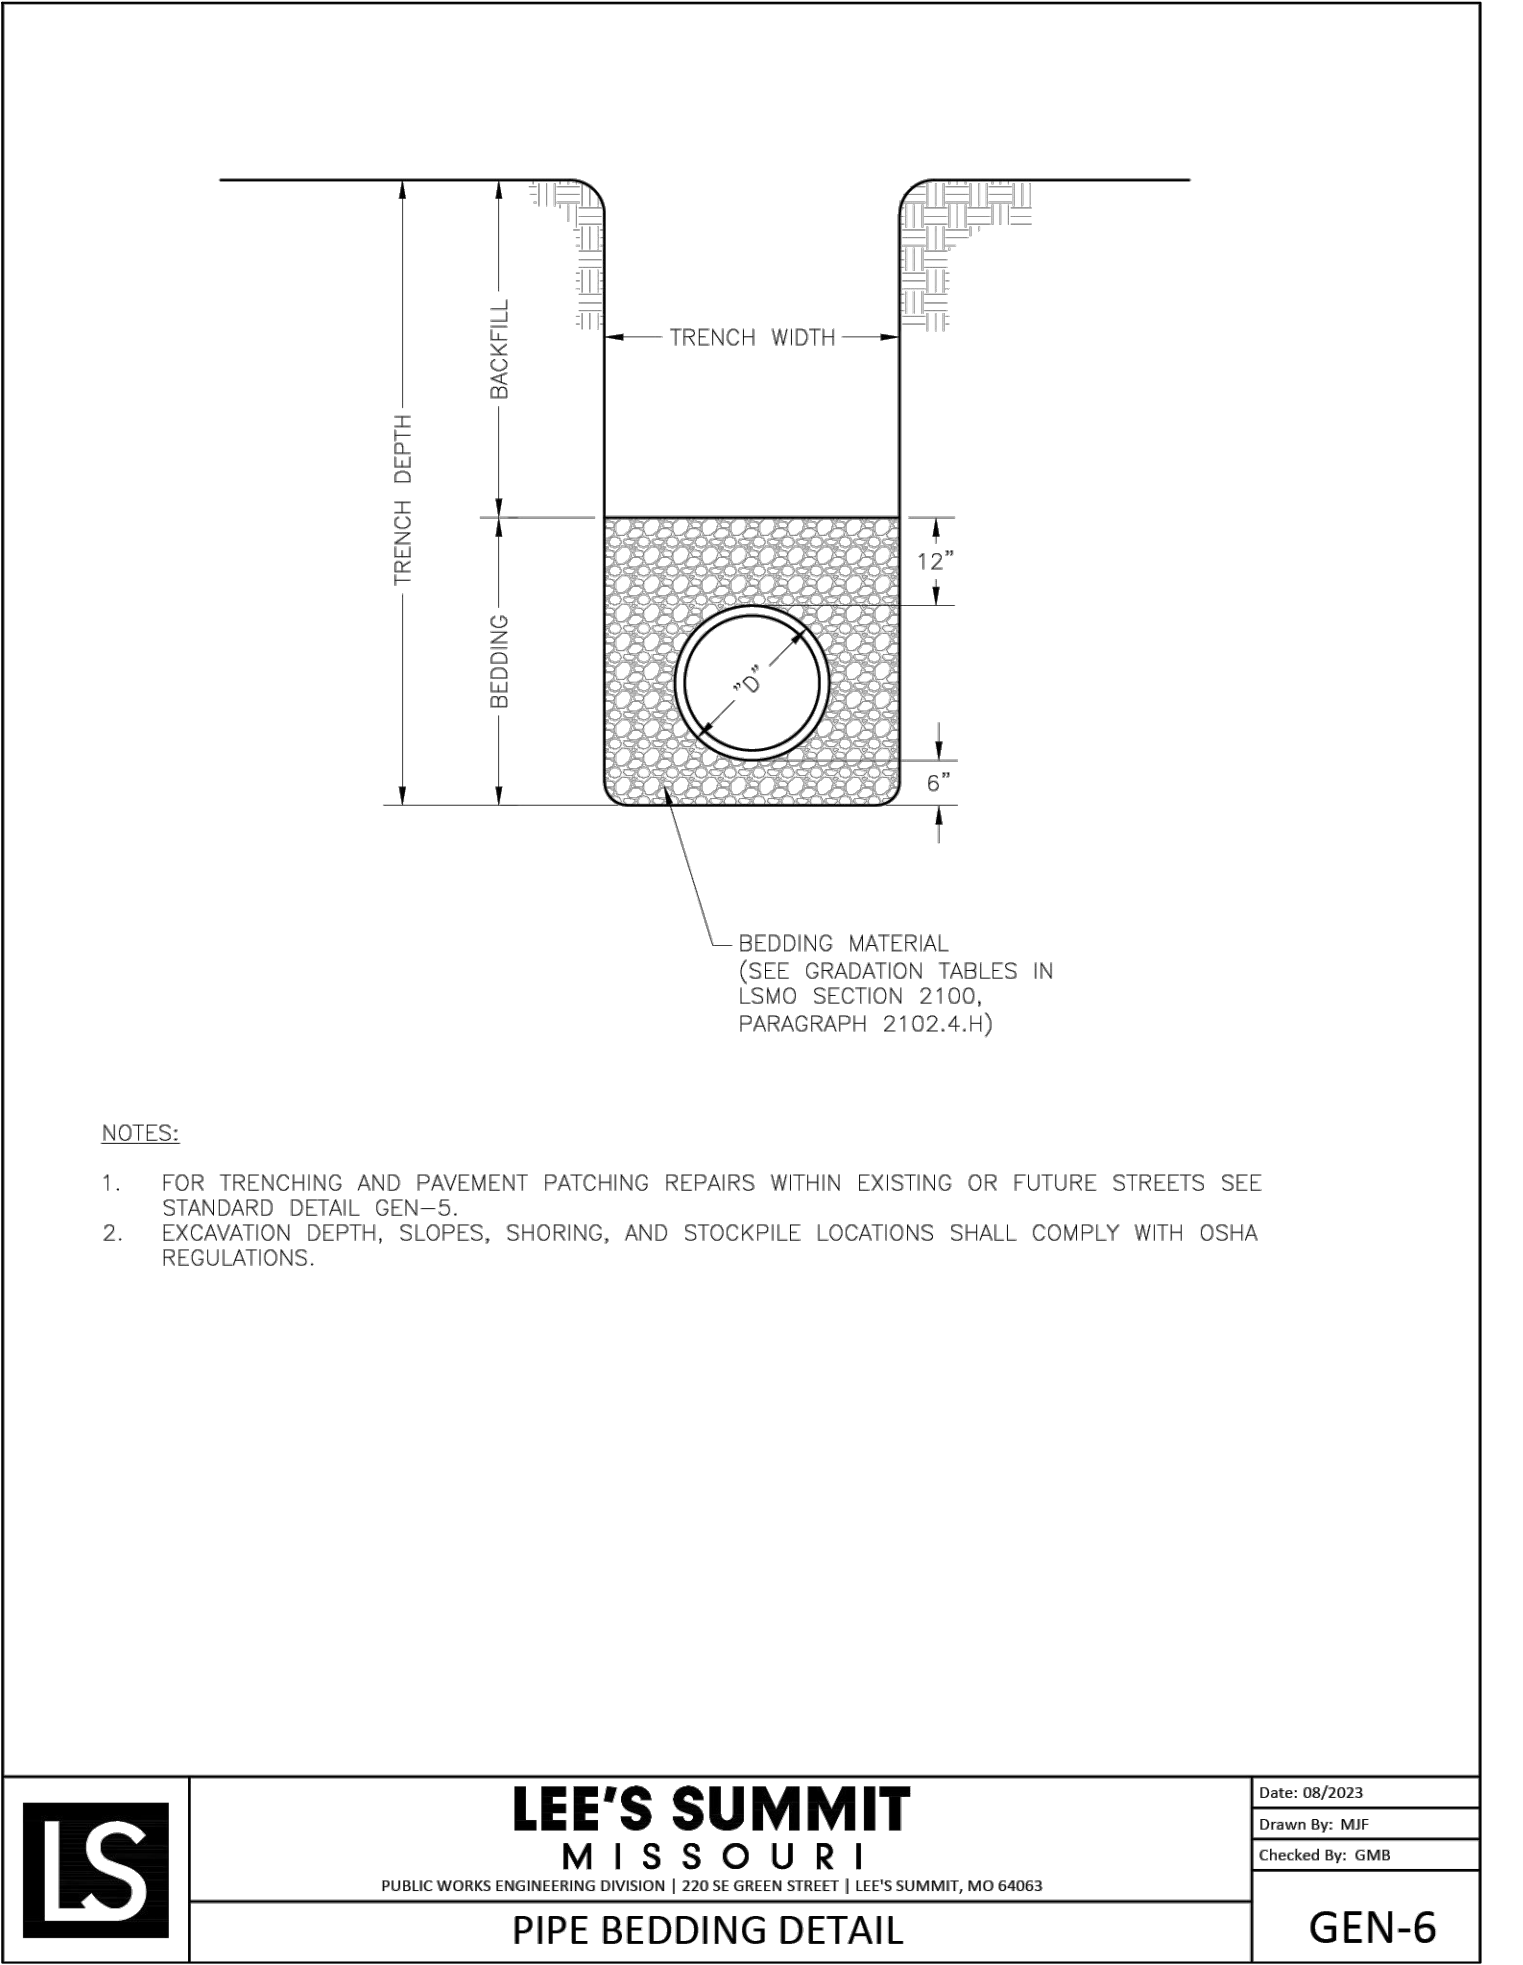 TRENCH DEPTH
BACKFILL
BEDDING
TRENCH WIDTH
12"
"D"
6"
BEDDING MATERIAL
(SEE GRADATION TABLES IN
LSMO SECTION 2100,
PARAGRAPH 2102.4.H)
NOTES:
1. FOR TRENCHING AND PAVEMENT PATCHING REPAIRS WITHIN EXISTING OR FUTURE STREETS SEE
STANDARD DETAIL GEN-5.
2. EXCAVATION DEPTH, SLOPES, SHORING, AND STOCKPILE LOCATIONS SHALL COMPLY WITH OSHA
REGULATIONS.
LS
LEE'S SUMMIT
MISSOURI
PUBLIC WORKS ENGINEERING DIVISION | 220 SE GREEN STREET | LEE'S SUMMIT, MO 64063
PIPE BEDDING DETAIL
Date: 08/2023
Drawn By: MJF
Checked By: GMB
GEN-6